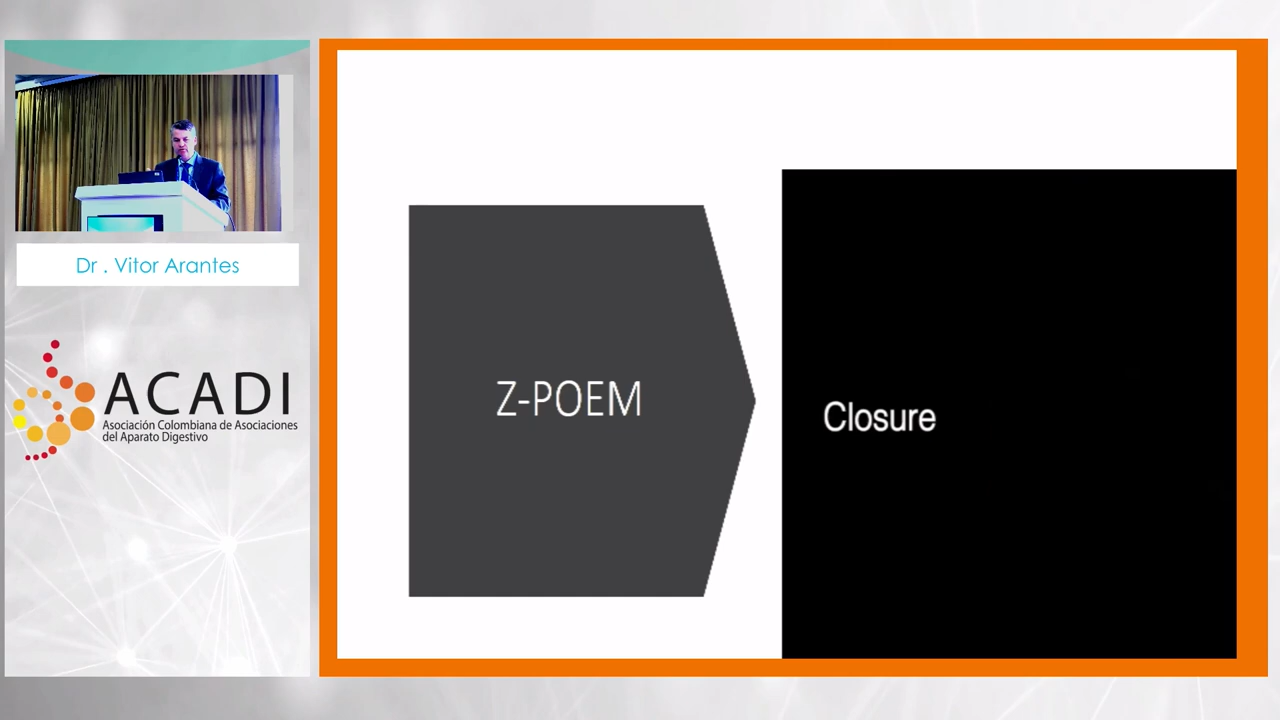 Dr . Vitor Arantes
ACADI
Asociación Colombiana de Asociaciones
del Aparato Digestivo
Z-POEM
Closure